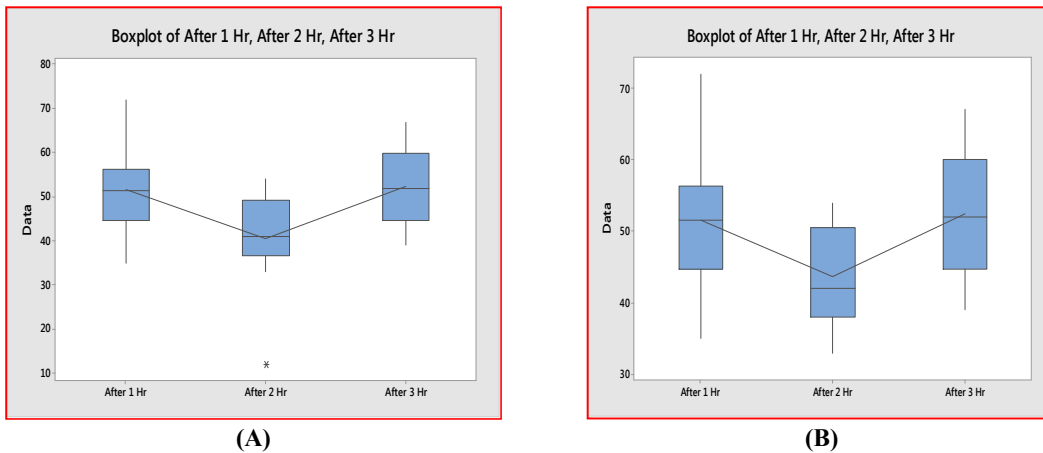 Boxplot of After 1 Hr, After 2 Hr, After 3 Hr
80
70
60
50
40
30
20
10
Data
*
After 1 Hr After 2 Hr After 3 Hr
(A)
Boxplot of After 1 Hr, After 2 Hr, After 3 Hr
70
60
50
40
30
Data
After 1 Hr After 2 Hr After 3 Hr
(B)